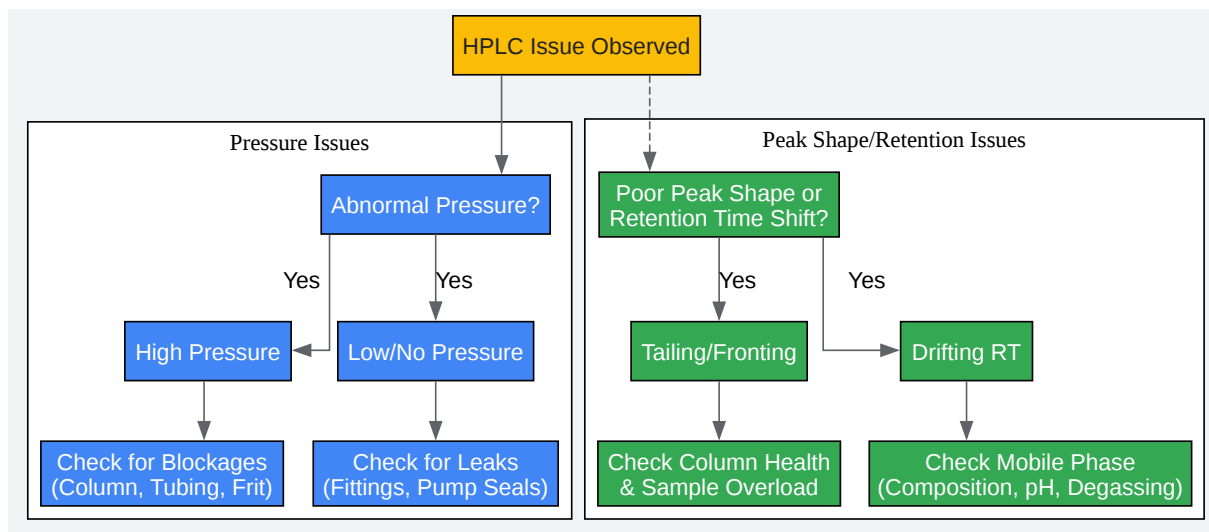 HPLC Issue Observed
Pressure Issues
Peak Shape/Retention Issues
Abnormal Pressure?
Poor Peak Shape or
Retention Time Shift?
Yes
Yes
Yes
Yes
High Pressure
Low/No Pressure
Tailing/Fronting
Drifting RT
Check for Blockages
(Column, Tubing, Frit)
Check for Leaks
(Fittings, Pump Seals)
Check Column Health
& Sample Overload
Check Mobile Phase
(Composition, pH, Degassing)